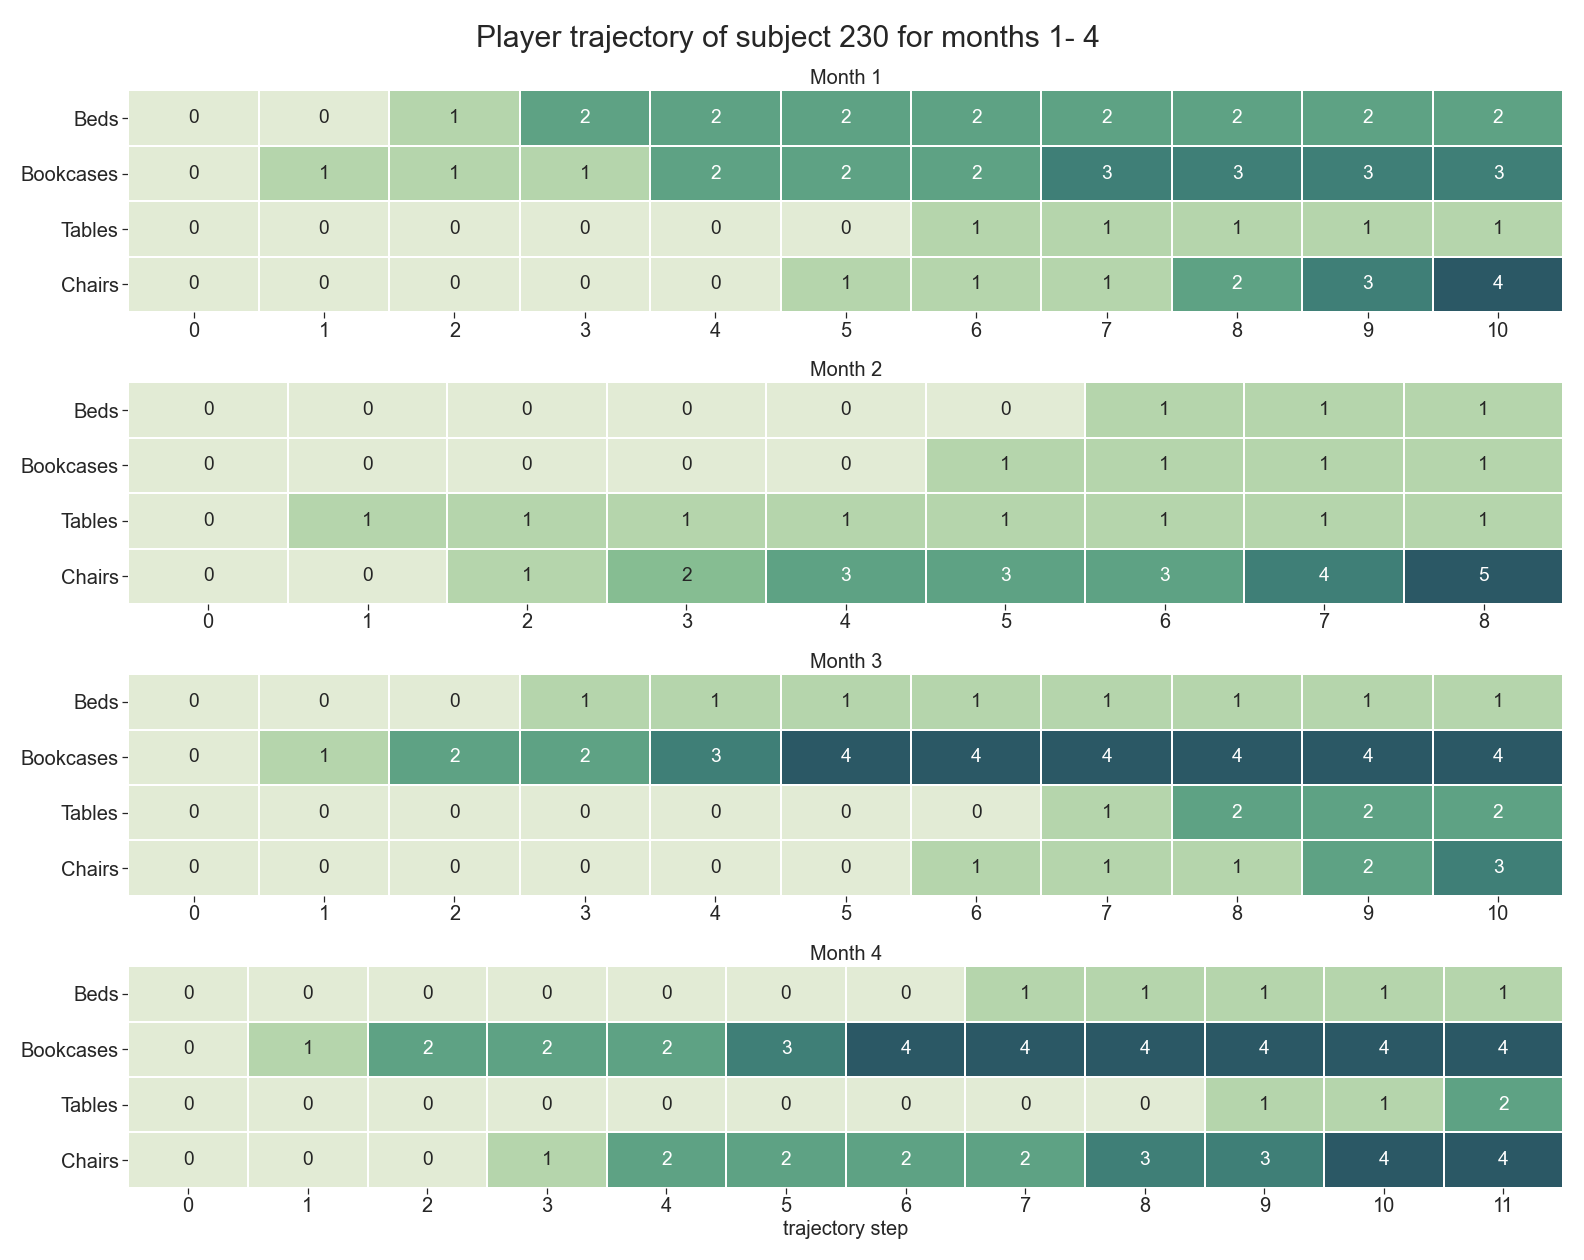 Player trajectory of subject 230 for months 1- 4
Month 1
Beds 0 0 1 2 2 2 2 2 2 2 2
Bookcases 0 1 1 1 2 2 2 3 3 3 3
Tables 0 0 0 0 0 0 1 1 1 1 1
Chairs 0 0 0 0 0 1 1 1 2 3 4
0 1 2 3 4 5 6 7 8 9 10
Month 2
Beds 0 0 0 0 0 0 1 1 1
Bookcases 0 0 0 0 0 1 1 1 1
Tables 0 1 1 1 1 1 1 1 1
Chairs 0 0 1 2 3 3 3 4 5
0 1 2 3 4 5 6 7 8
Month 3
Beds 0 0 0 1 1 1 1 1 1 1 1
Bookcases 0 1 2 2 3 4 4 4 4 4 4
Tables 0 0 0 0 0 0 0 1 2 2 2
Chairs 0 0 0 0 0 0 1 1 1 2 3
0 1 2 3 4 5 6 7 8 9 10
Month 4
Beds 0 0 0 0 0 0 0 1 1 1 1 1
Bookcases 0 1 2 2 2 3 4 4 4 4 4 4
Tables 0 0 0 0 0 0 0 0 0 1 1 2
Chairs 0 0 0 1 2 2 2 2 3 3 4 4
0 1 2 3 4 5 6 7 8 9 10 11
trajectory step